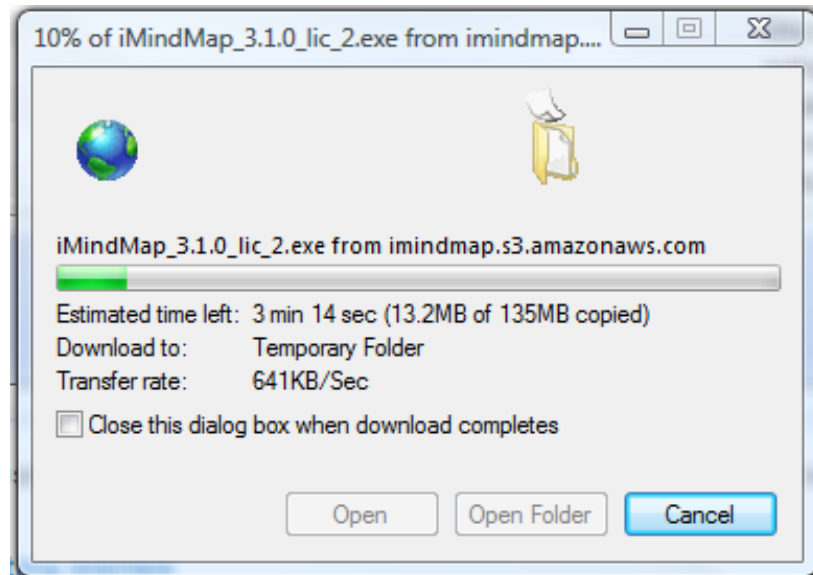 10% of iMindMap_3.1.0_lic_2.exe from imindmap....
iMindMap_3.1.0_lic_2.exe from imindmap.s3.amazonaws.com
Estimated time left: 3 min 14 sec (13.2MB of 135MB copied)
Download to: Temporary Folder
Transfer rate: 641KB/Sec
Close this dialog box when download completes
Open Open Folder Cancel